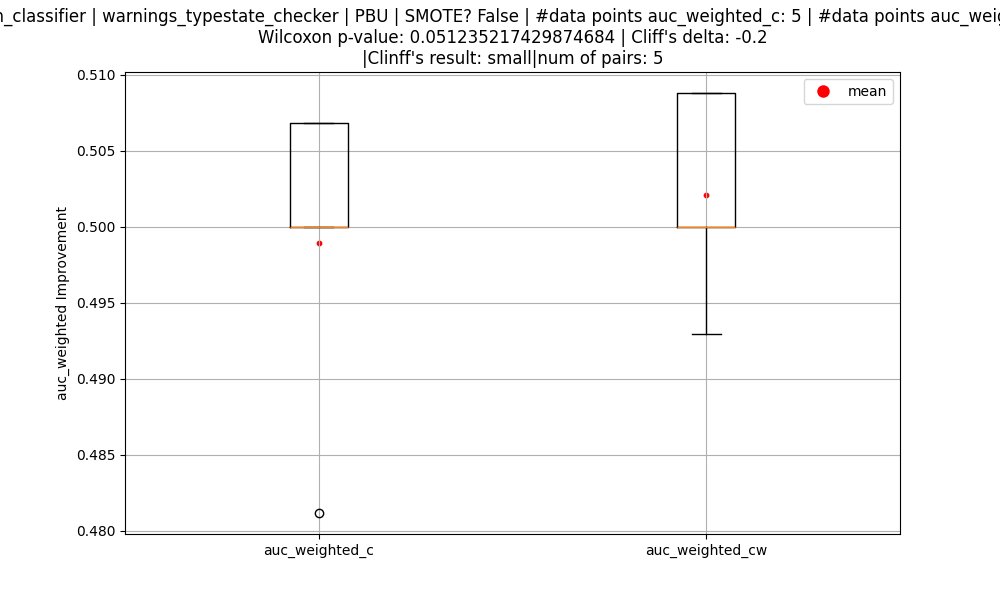 classifier | warnings_typestate_checker | PBU | SMOTE? False | #data points auc_weighted_c: 5 | #data points
Wilcoxon p-value: 0.051235217429874684 | Cliff's delta: -0.2
|Clinff's result: small|num of pairs: 5
0.510
mean
0.505
0.500
0.495
0.490
0.485
0.480
auc_weighted Improvement
auc_weighted_c
auc_weighted_cw